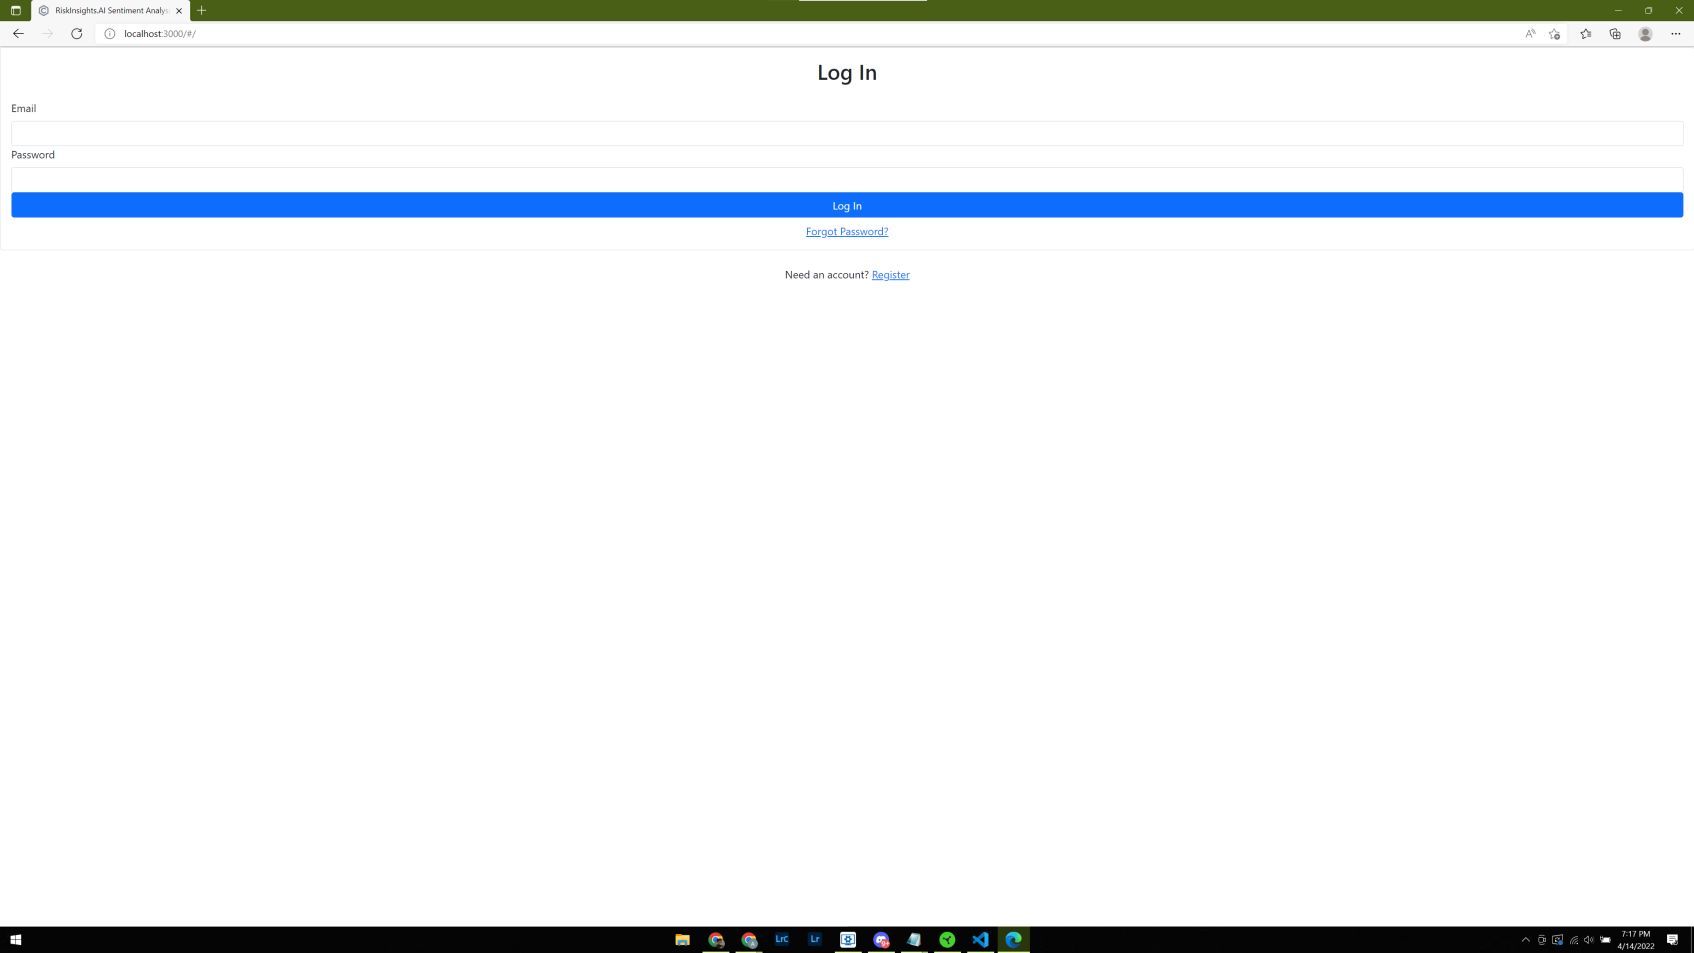 RiskInsights.AI Sentiment Analys
localhost:3000/#/
Log In
Email
Password
Log In
Forgot Password?
Need an account? Register
LrC
Lr
7:17 PM
4/14/2022